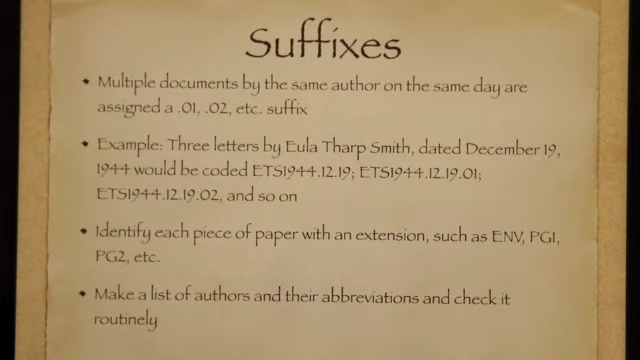 Suffixes
• Multiple documents by the same author on the same day are
assigned a .01, .02, etc. suffix
• Example: Three letters by Eula Tharp Smith, dated December 19,
1944 would be coded ETS1944.12.19; ETS1944.12.19.01;
ETS1944.12.19.02, and so on
• Identify each piece of paper with an extension, such as ENV, PG1,
PG2, etc.
• Make a list of authors and their abbreviations and check it
routinely